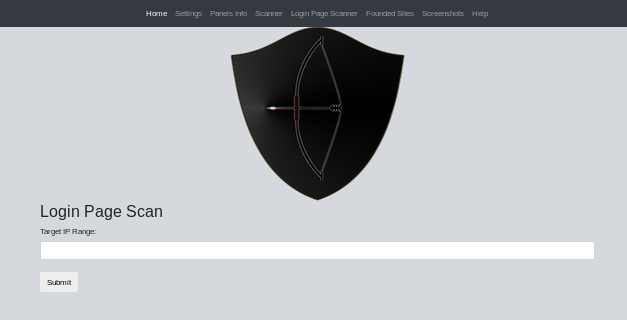 Home Settings Panels Info Scanner Login Page Scanner Founded Sites Screenshots Help
Login Page Scan
Target IP Range:
Submit